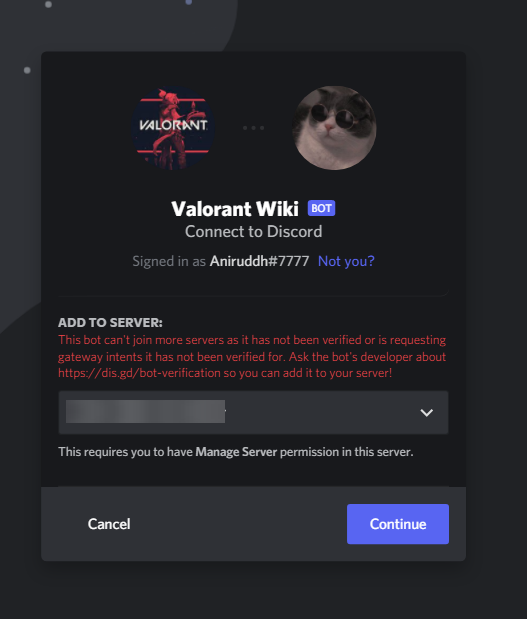 VALORANT
Valorant Wiki BOT
Connect to Discord
Signed in as Aniruddh#7777 Not you?
ADD TO SERVER:
This bot can't join more servers as it has not been verified or is requesting
gateway intents it has not been verified for. Ask the bot's developer about
https://dis.gd/bot-verification so you can add it to your server!
This requires you to have Manage Server permission in this server.
Cancel Continue